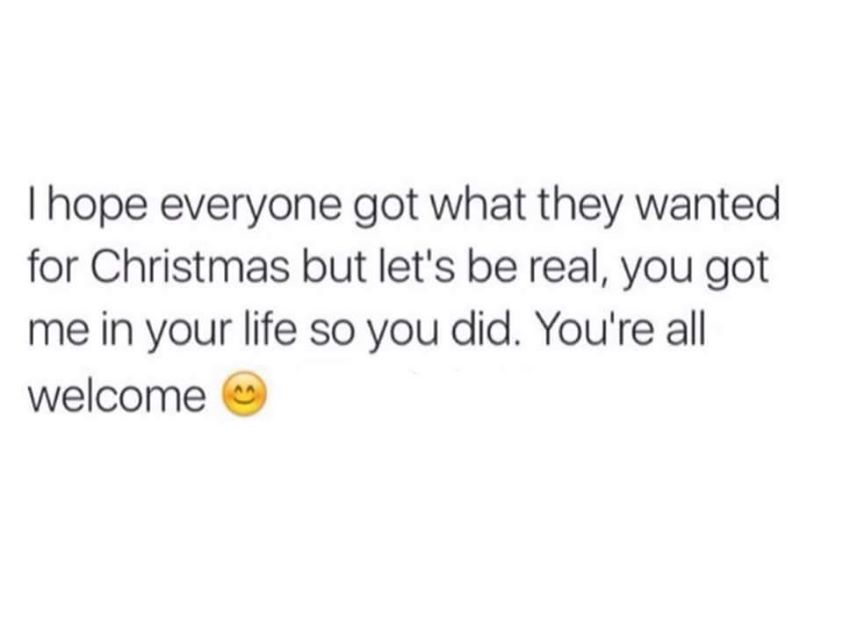 I hope everyone got what they wanted
for Christmas but let's be real, you got
me in your life so you did. You're all
welcome 😊